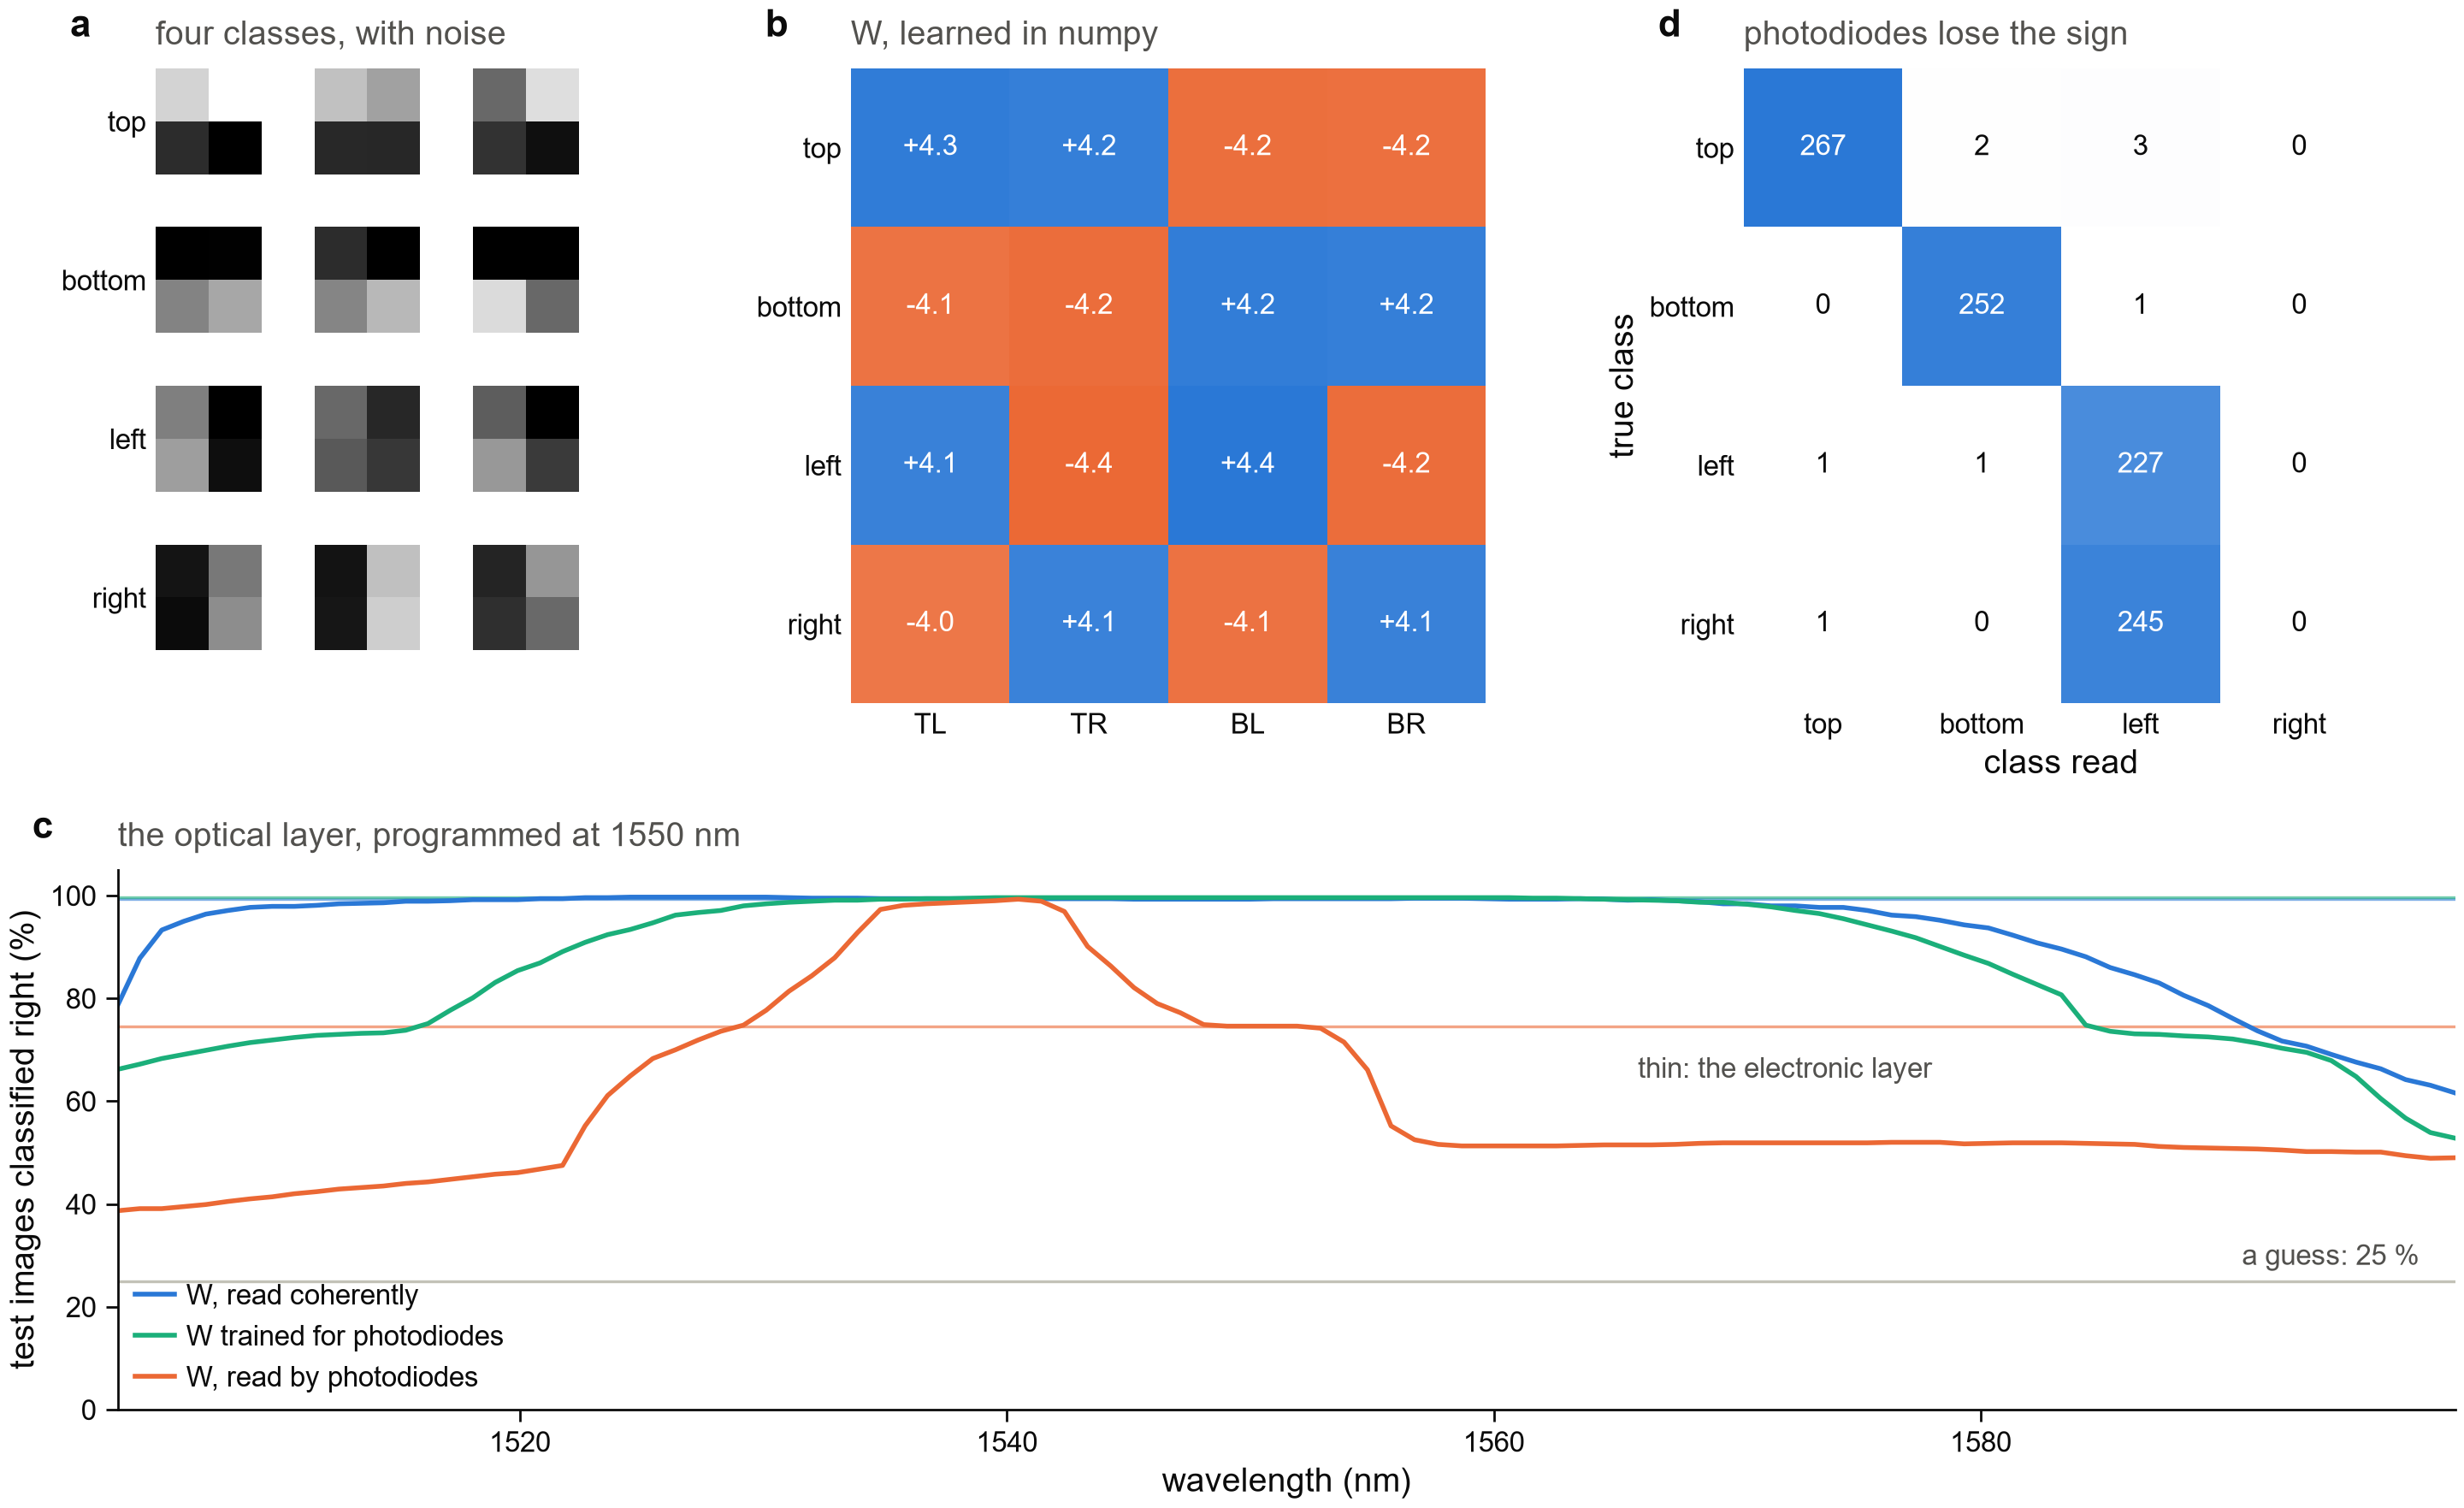 a four classes, with noise
top
bottom
left
right
b W, learned in numpy
top +4.3 +4.2 -4.2 -4.2
bottom -4.1 -4.2 +4.2 +4.2
left +4.1 -4.4 +4.4 -4.2
right -4.0 +4.1 -4.1 +4.1
TL TR BL BR
d photodiodes lose the sign
true class
top 267 2 3 0
bottom 0 252 1 0
left 1 1 227 0
right 1 0 245 0
top bottom left right
class read
c the optical layer, programmed at 1550 nm
test images classified right (%)
100
80
60
40
20
0
thin: the electronic layer
a guess: 25 %
W, read coherently
W trained for photodiodes
W, read by photodiodes
1520 1540 1560 1580
wavelength (nm)